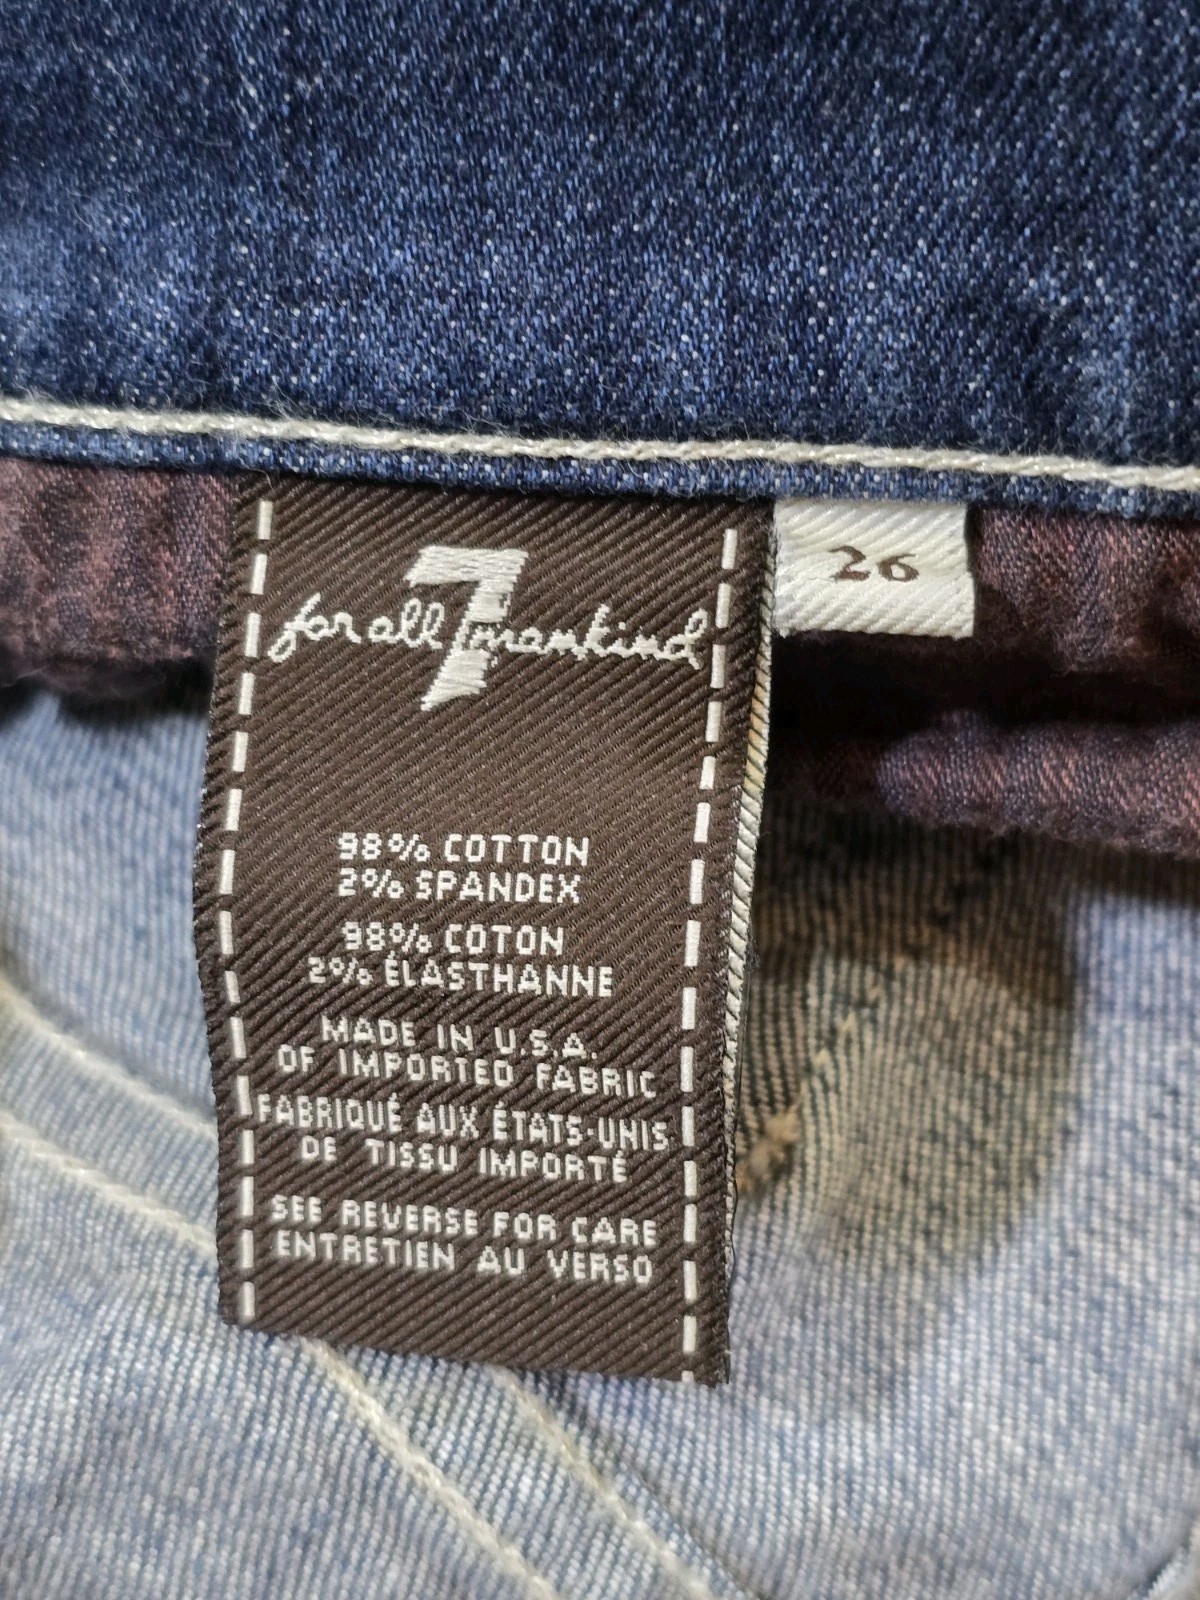 7
for all mankind
26
98% COTTON
2% SPANDEX
98% COTON
2% ÉLASTHANNE
MADE IN U.S.A.
OF IMPORTED FABRIC
FABRIQUÉ AUX ÉTATS-UNIS
DE TISSU IMPORTÉ
SEE REVERSE FOR CARE
ENTRETIEN AU VERSO